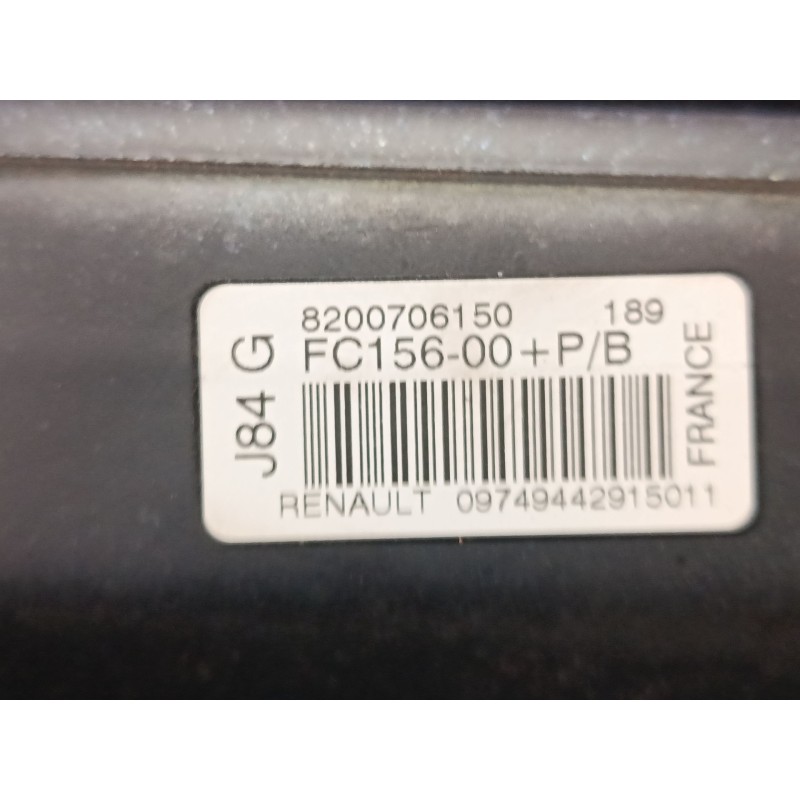 J84 G
8200706150 189
FC156-00+P/B
RENAULT 09749442915011
FRANCE